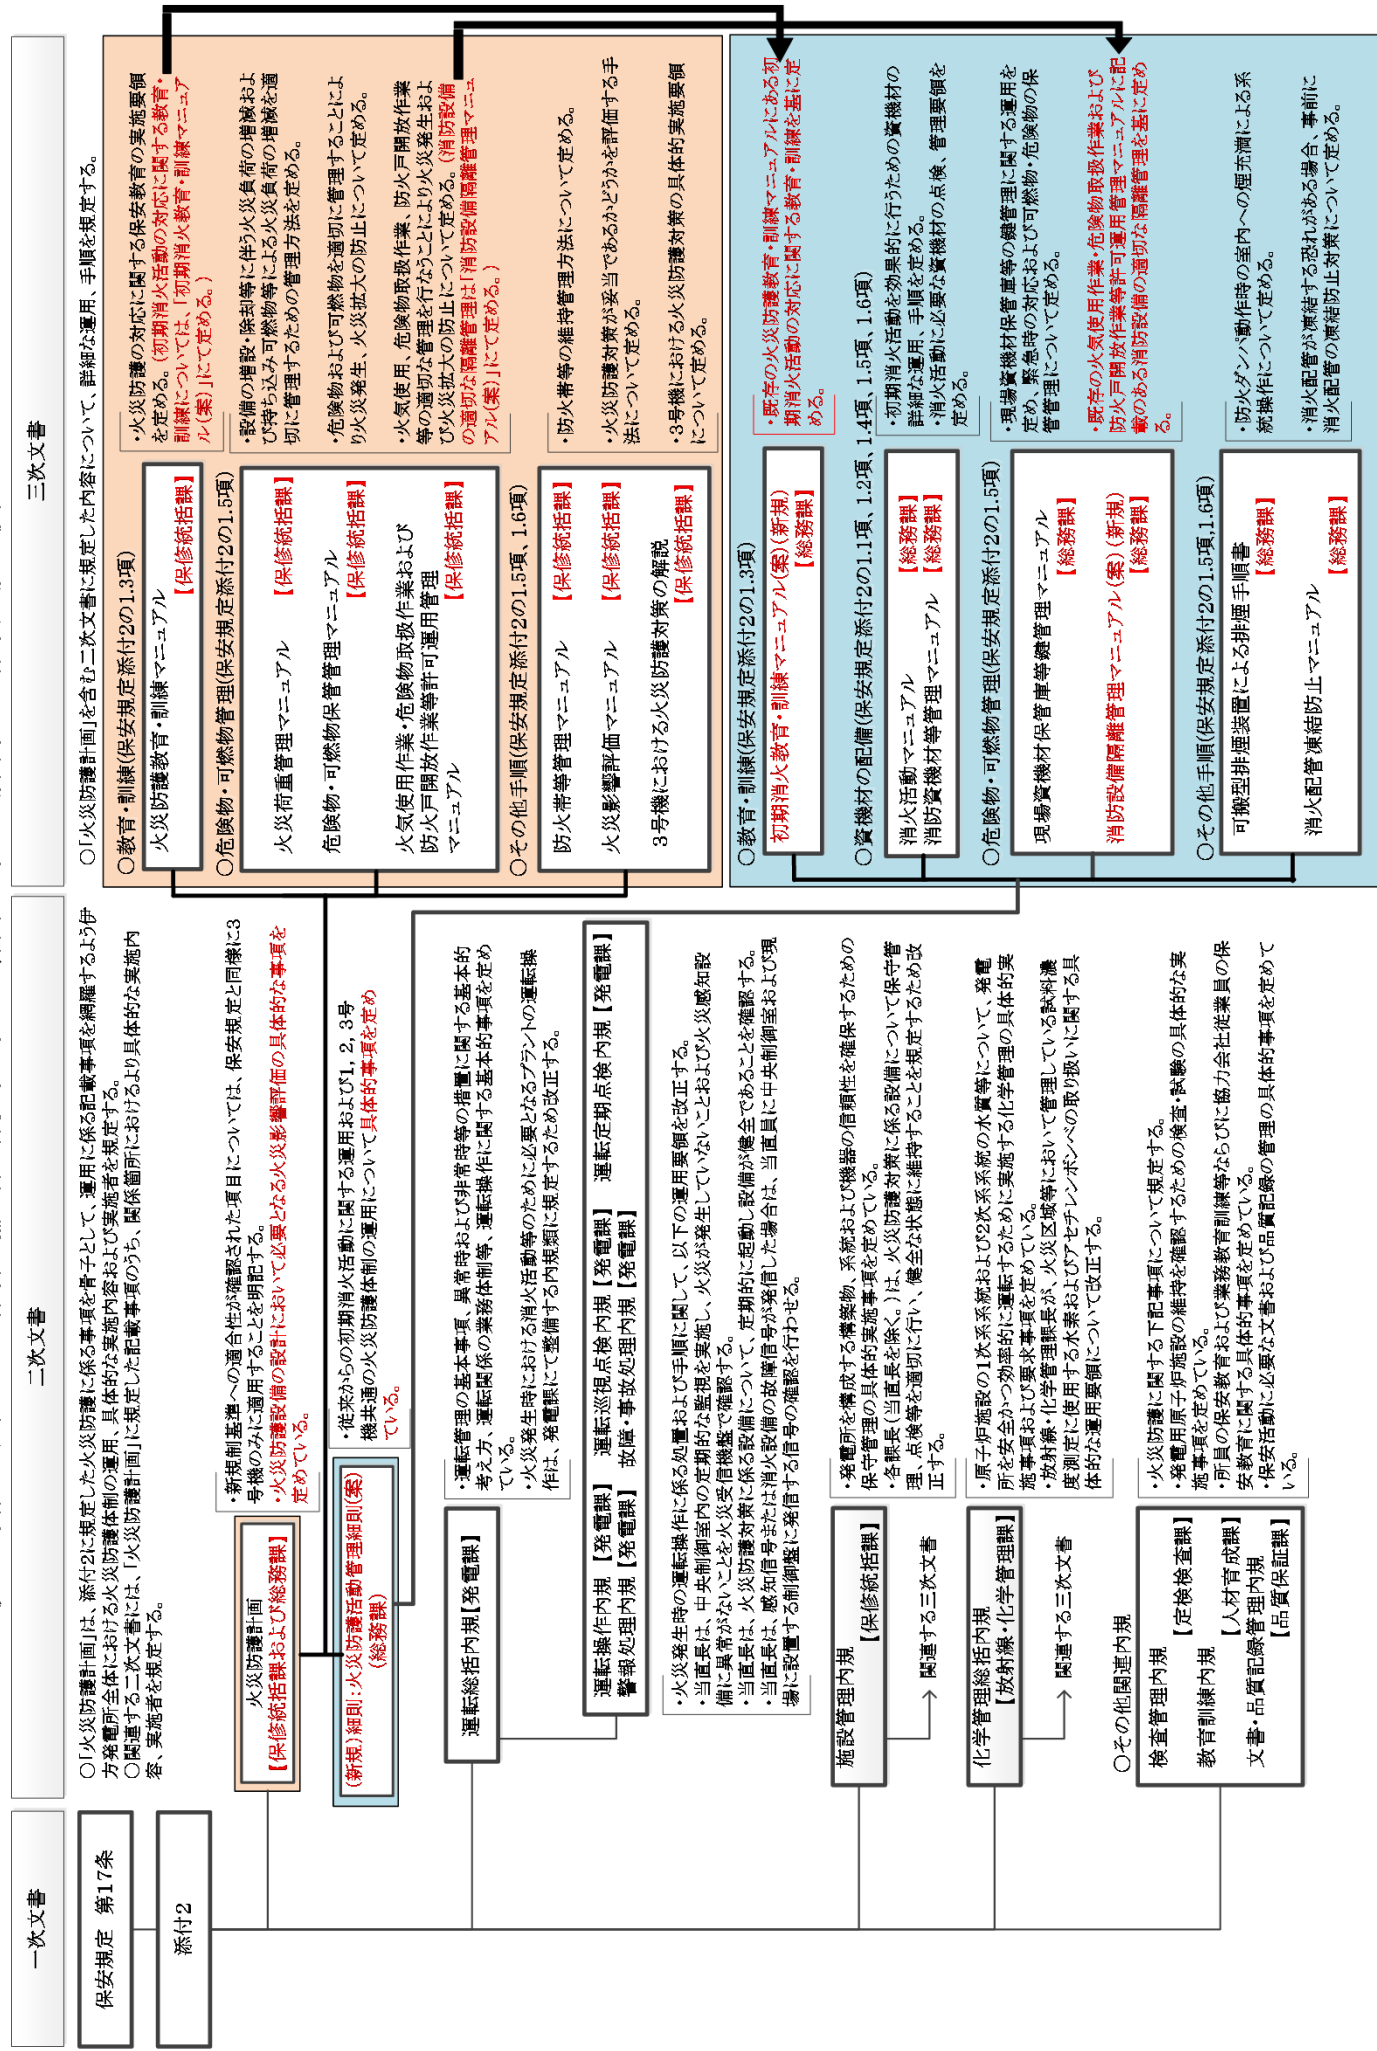 一次文書
保安規定　第17条
添付2
二次文書
○「火災防護計画」は、添付2に規定した火災防護に係る事項を骨子として、運用に係る記載事項を網羅するよう伊
方発電所全体における火災防護体制の運用、具体的な実施内容および実施者を規定する。
○関連する二次文書には、「火災防護計画」に規定した記載事項のうち、関係箇所におけるより具体的な実施内
容、実施者を規定する。
火災防護計画
【保修統括課および総務課】
・新規制基準への適合性が確認された項目については、保安規定と同様に3
号機のみに適用することを明記する。
・火災防護設備の設計において必要となる火災影響評価の具体的な事項を
定めている。
(新規)細則:火災防護活動管理細則(案)
(総務課)
・従来からの初期消火活動に関する運用および1, 2, 3号
機共通の火災防護体制の運用について具体的事項を定め
ている。
運転総括内規【発電課】
・運転管理の基本事項、異常時および非常時等の措置に関する基本的
考え方、運転関係の業務体制等、運転操作に関する基本的事項を定め
ている。
・火災発生時における消火活動等のために必要となるプラントの運転操
作は、発電課にて整備する内規類に規定するため改正する。
運転操作内規【発電課】　運転巡視点検内規【発電課】　運転定期点検内規【発電課】
警報処理内規【発電課】　故障・事故処理内規【発電課】
・火災発生時の運転操作に係る処置および手順に関して、以下の運用要領を改正する。
・当直長は、中央制御室内の定期的な監視を実施し、火災が発生していないことおよび火災感知設
備に異常がないことを火災受信機盤で確認する。
・当直長は、火災防護対策に係る設備について、定期的に起動し設備が健全であることを確認する。
・当直長は、感知信号または消火設備の故障信号が発信した場合は、当直員に中央制御室および現
場に設置する制御盤に発信する信号の確認を行わせる。
施設管理内規
【保修統括課】
→ 関連する三次文書
・発電所を構成する構築物、系統および機器の信頼性を確保するための
保守管理の具体的実施事項を定めている。
・各課長(当直長を除く。)は、火災防護対策に係る設備について保守管
理、点検等を適切に行い、健全な状態に維持することを規定するため改
正する。
化学管理総括内規
【放射線・化学管理課】
→ 関連する三次文書
・原子炉施設の1次系系統および2次系系統の水質等について、発電
所を安全かつ効率的に運転するために実施する化学管理の具体的実
施事項および要求事項を定めている。
・放射線・化学管理課長が、火災区域等において管理している試料濃
度測定に使用する水素およびアセチレンボンベの取り扱いに関する具
体的な運用要領について改正する。
○その他関連内規
検査管理内規
【定検検査課】
教育訓練内規
【人材育成課】
文書・品質記録管理内規
【品質保証課】
・火災防護に関する下記事項について規定する。
・発電用原子炉施設の維持を確認するための検査・試験の具体的な実
施事項を定めている。
・所員の保安教育および業務教育訓練等ならびに協力会社従業員の保
安教育に関する具体的事項を定めている。
・保安活動に必要な文書および品質記録の管理の具体的事項を定めて
いる。
三次文書
○「火災防護計画」を含む二次文書に規定した内容について、詳細な運用、手順を規定する。
○教育・訓練(保安規定添付2の1.3項)
火災防護教育・訓練マニュアル
【保修統括課】
・火災防護の対応に関する保安教育の実施要領
を定める。(初期消火活動の対応に関する教育・
訓練については、「初期消火教育・訓練マニュア
ル(案)」にて定める。)
○危険物・可燃物管理(保安規定添付2の1.5項)
火災荷重管理マニュアル
【保修統括課】
危険物・可燃物保管管理マニュアル
【保修統括課】
火気使用作業・危険物取扱作業および
防火戸開放作業等許可運用管理
マニュアル
【保修統括課】
・設備の増設・除却等に伴う火災負荷の増減およ
び持ち込み可燃物等による火災負荷の増減を適
切に管理するための管理方法を定める。
・危険物および可燃物を適切に管理することによ
り火災発生、火災拡大の防止について定める。
・火気使用、危険物取扱作業、防火戸開放作業
等の適切な管理を行なうことにより火災発生およ
び火災拡大の防止について定める。(消防設備
の適切な隔離管理は「消防設備隔離管理マニュ
アル(案)」にて定める。)
○その他手順(保安規定添付2の1.5項、1.6項)
防火帯等管理マニュアル
【保修統括課】
火災影響評価マニュアル
【保修統括課】
3号機における火災防護対策の解説
【保修統括課】
・防火帯等の維持管理方法について定める。
・火災防護対策が妥当であるかどうかを評価する手
法について定める。
・3号機における火災防護対策の具体的実施要領
について定める。
○教育・訓練(保安規定添付2の1.3項)
初期消火教育・訓練マニュアル(案)(新規)
【総務課】
・既存の火災防護教育・訓練マニュアルにある初
期消火活動の対応に関する教育・訓練を基に定
める。
○資機材の配備(保安規定添付2の1.1項、1.2項、1.4項、1.5項、1.6項)
消火活動マニュアル　【総務課】
消防資機材等管理マニュアル　【総務課】
・初期消火活動を効果的に行うための資機材の
詳細な運用、手順を定める。
・消火活動に必要な資機材の点検、管理要領を
定める。
○危険物・可燃物管理(保安規定添付2の1.5項)
現場資機材保管庫等鍵管理マニュアル
【総務課】
消防設備隔離管理マニュアル(案)(新規)
【総務課】
・現場資機材保管庫等の鍵管理に関する運用を
定め、緊急時の対応および可燃物・危険物の保
管管理について定める。
・既存の火気使用作業・危険物取扱作業および
防火戸開放作業等許可運用管理マニュアルに記
載のある消防設備の適切な隔離管理を基に定め
る。
○その他手順(保安規定添付2の1.5項,1.6項)
可搬型排煙装置による排煙手順書
【総務課】
消火配管凍結防止マニュアル
【総務課】
・防火ダンパ動作時の室内への煙充満による系
統操作について定める。
・消火配管が凍結する恐れがある場合、事前に
消火配管の凍結防止対策について定める。